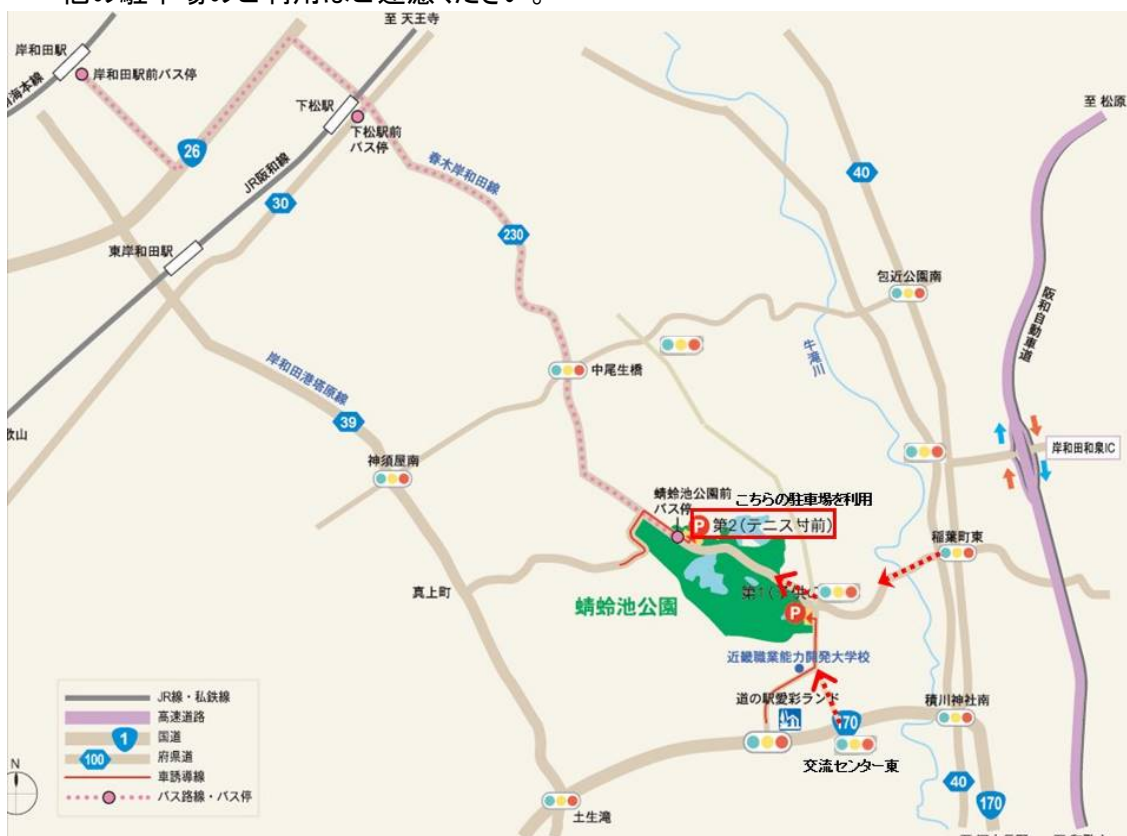 他の駐車場のご利用はご遠慮ください。
至 天王寺
岸和田駅
岸和田駅前バス停
南海本線
下松駅
下松駅前
バス停
至 松原
26
JR阪和線
春木岸和田線
40
30
230
東岸和田駅
包近公園南
阪和自動車道
牛滝川
中尾生橋
岸和田港塔原線
39
歌山
神須屋南
岸和田和泉IC
蜻蛉池公園前
バス停
こちらの駐車場を利用
P 第2(テニス寸前)
稲葉町東
真上町
第1(子供の
蜻蛉池公園
P
近畿職業能力開発大学校
道の駅愛彩ランド
積川神社南
170
交流センター東
JR線・私鉄線
高速道路
1
国道
100
府県道
車誘導線
バス路線・バス停
N
土生滝
40
170